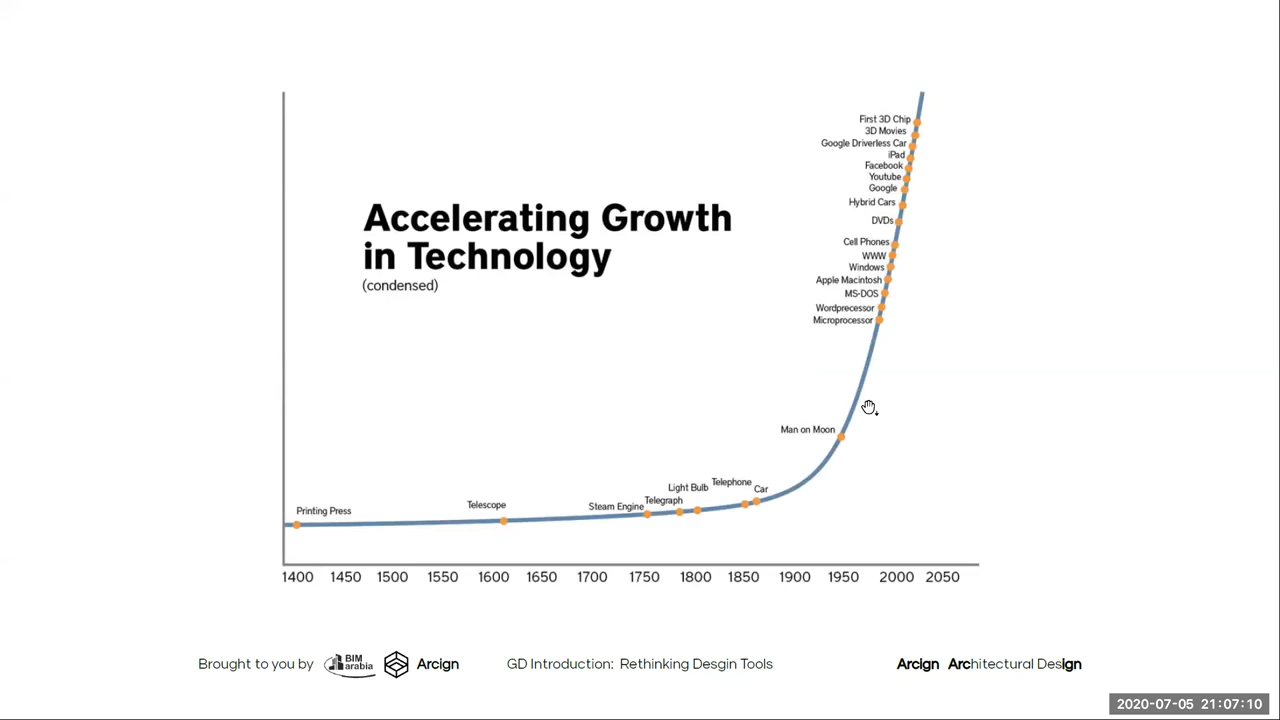 First 3D Chip
3D Movies
Google Driverless Car
iPad
Facebook
Youtube
Google
Hybrid Cars
DVDs
Cell Phones
WWW
Windows
Apple Macintosh
MS-DOS
Wordprecessor
Microprocessor
Accelerating Growth
in Technology
(condensed)
Man on Moon
Printing Press
Telescope
Steam Engine
Telegraph
Light Bulb
Telephone
Car
1400 1450 1500 1550 1600 1650 1700 1750 1800 1850 1900 1950 2000 2050
Brought to you by BIM arabia Arcign GD Introduction: Rethinking Desgin Tools Arcign Architectural Design
2020-07-05 21:07:10